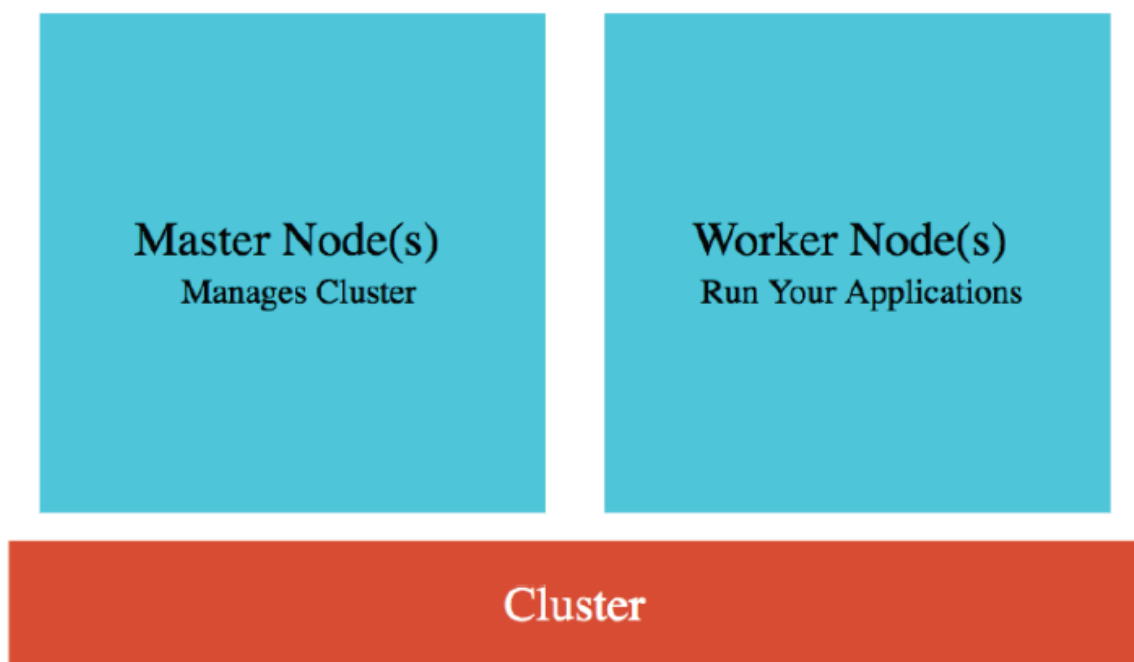 Master Node(s)
Manages Cluster
Worker Node(s)
Run Your Applications
Cluster